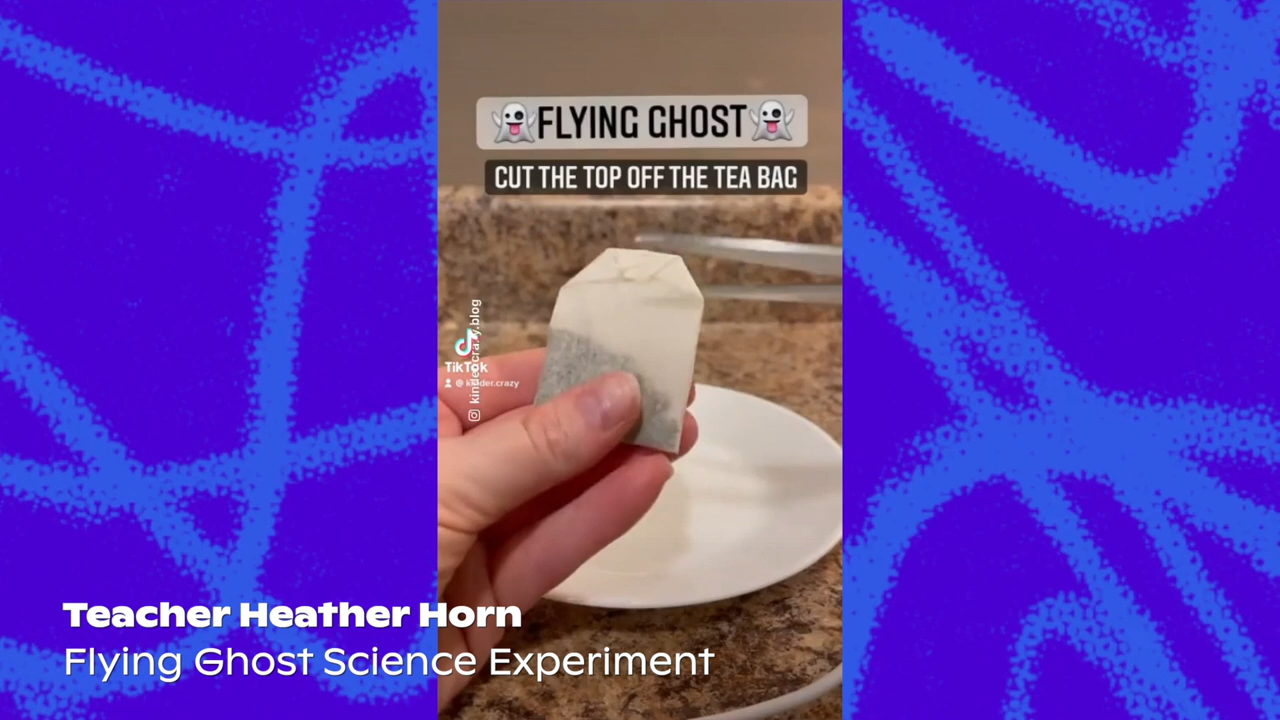 👻FLYING GHOST👻
CUT THE TOP OFF THE TEA BAG
kindercrazy.blog
TikTok
@kinder.crazy
Teacher Heather Horn
Flying Ghost Science Experiment